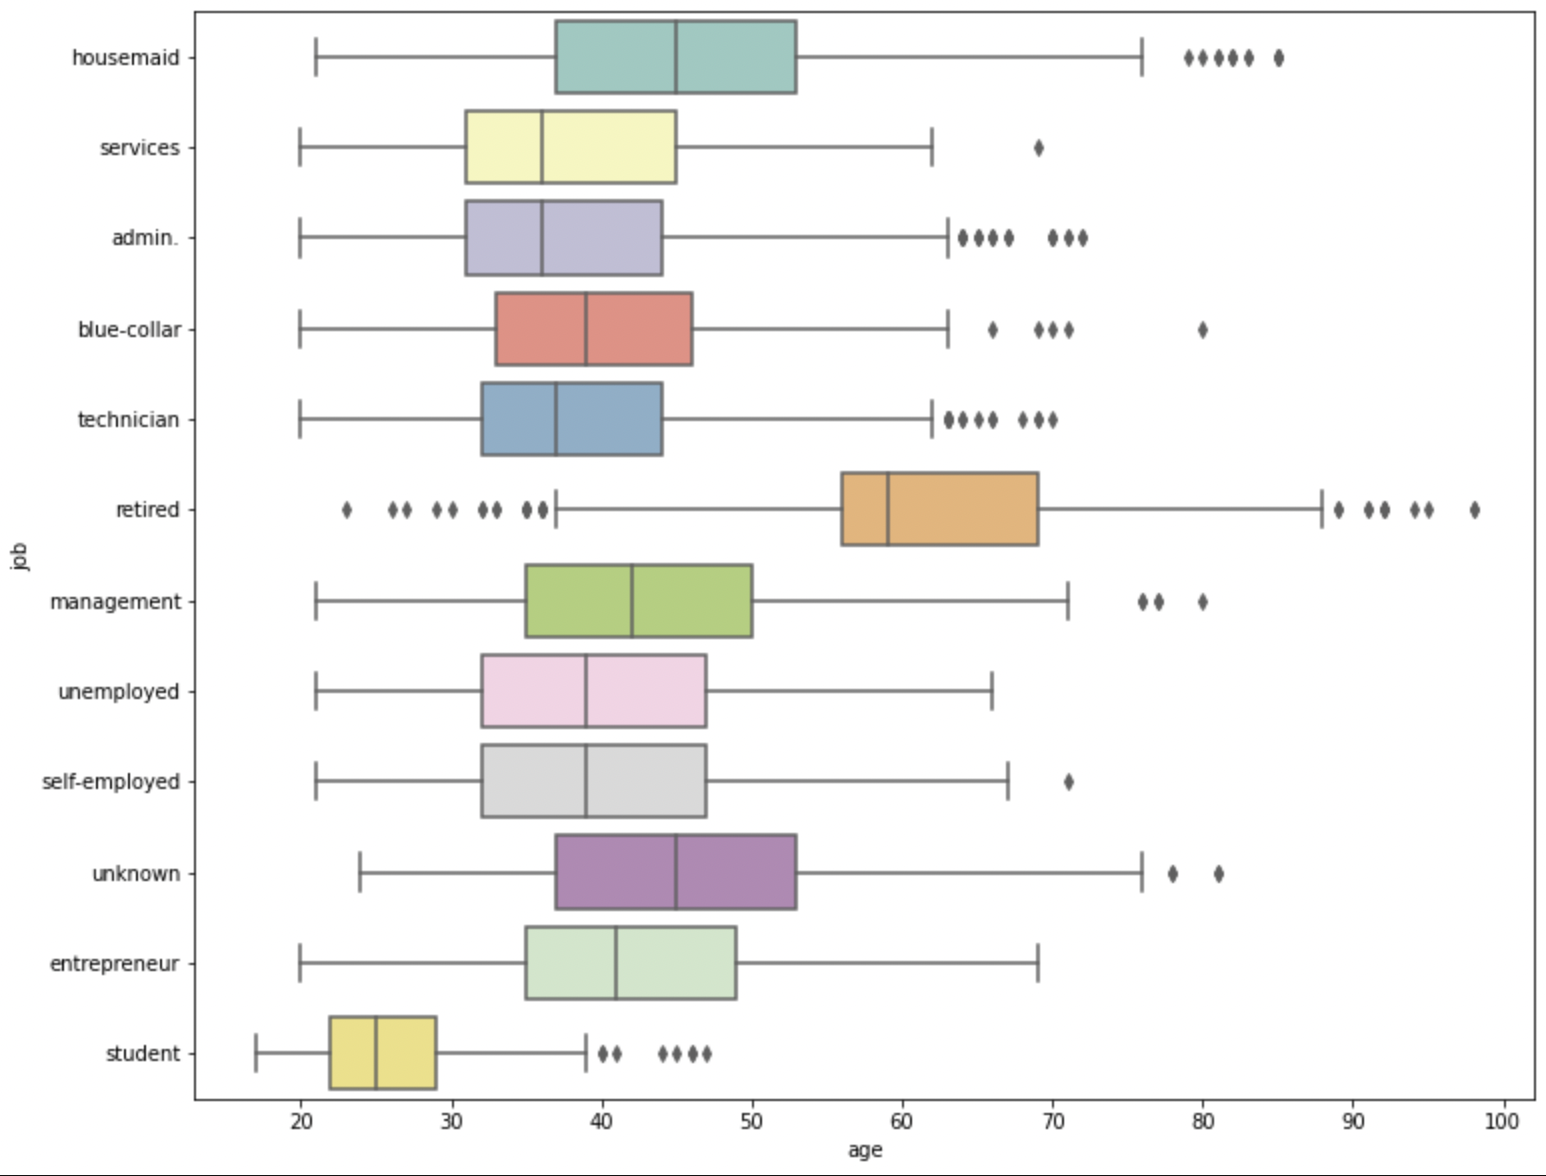 housemaid
services
admin.
blue-collar
technician
retired
management
unemployed
self-employed
unknown
entrepreneur
student
job
20 30 40 50 60 70 80 90 100
age